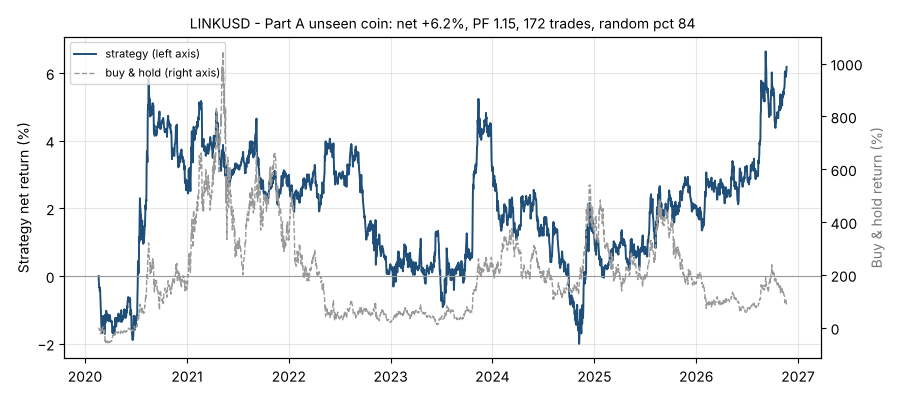 LINKUSD - Part A unseen coin: net +6.2%, PF 1.15, 172 trades, random pct 84
strategy (left axis)
buy & hold (right axis)
Strategy net return (%)
6
4
2
0
−2
1000
800
600
400
200
0
Buy & hold return (%)
2020 2021 2022 2023 2024 2025 2026 2027